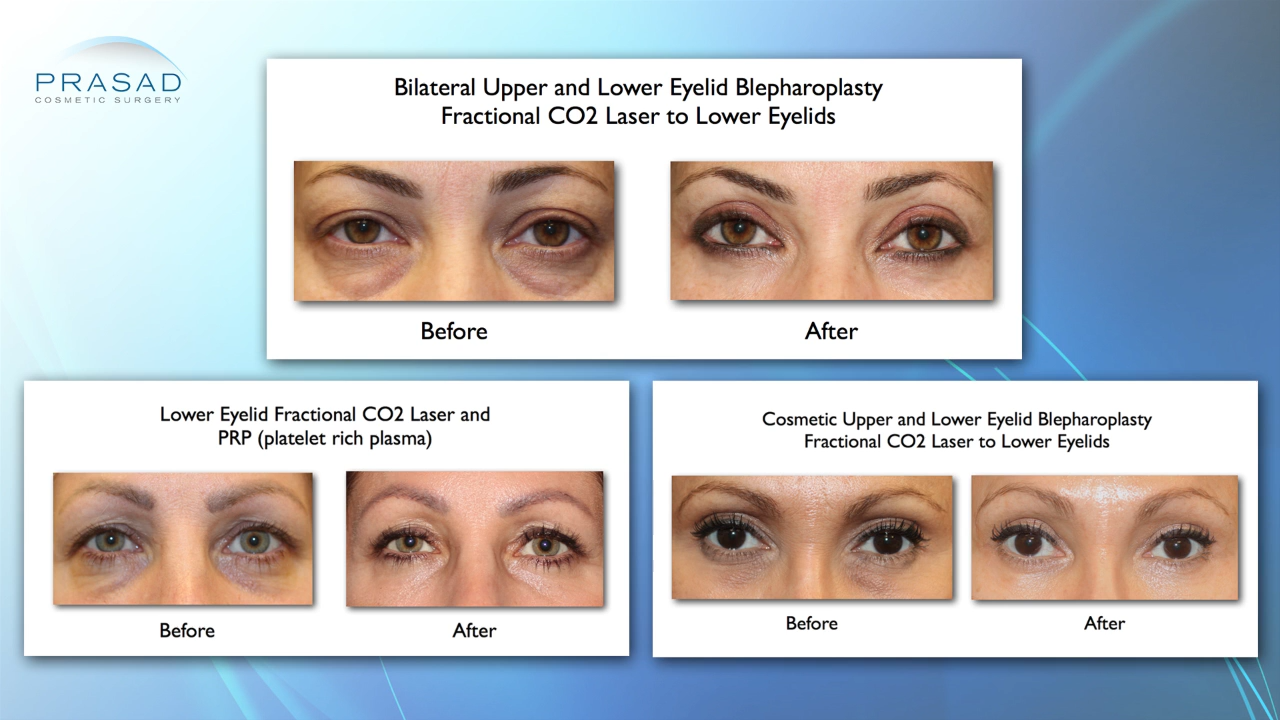 PRASAD
COSMETIC SURGERY
Bilateral Upper and Lower Eyelid Blepharoplasty
Fractional CO2 Laser to Lower Eyelids
Before
After
Lower Eyelid Fractional CO2 Laser and
PRP (platelet rich plasma)
Before
After
Cosmetic Upper and Lower Eyelid Blepharoplasty
Fractional CO2 Laser to Lower Eyelids
Before
After